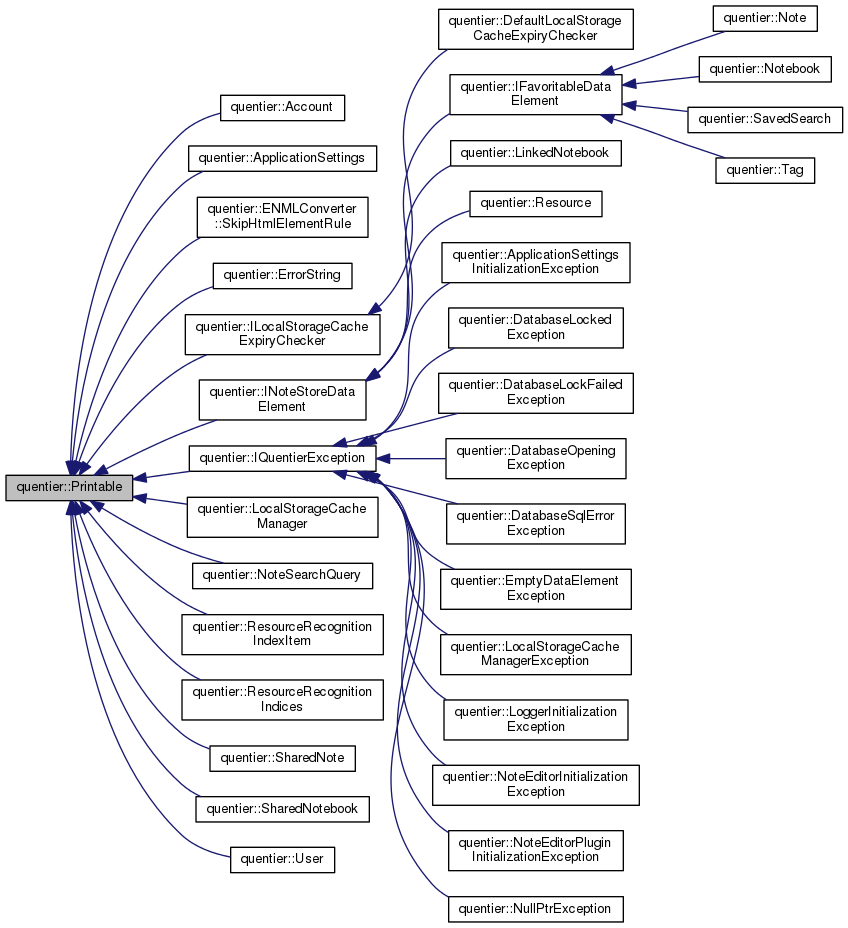 quentier::Printable
quentier::Account
quentier::ApplicationSettings
quentier::ENMLConverter
::SkipHtmlElementRule
quentier::ErrorString
quentier::ILocalStorageCache
ExpiryChecker
quentier::INoteStoreData
Element
quentier::IQuentierException
quentier::LocalStorageCache
Manager
quentier::NoteSearchQuery
quentier::ResourceRecognition
IndexItem
quentier::ResourceRecognition
Indices
quentier::SharedNote
quentier::SharedNotebook
quentier::User
quentier::DefaultLocalStorage
CacheExpiryChecker
quentier::IFavoritableData
Element
quentier::LinkedNotebook
quentier::Resource
quentier::ApplicationSettings
InitializationException
quentier::DatabaseLocked
Exception
quentier::DatabaseLockFailed
Exception
quentier::DatabaseOpening
Exception
quentier::DatabaseSqlError
Exception
quentier::EmptyDataElement
Exception
quentier::LocalStorageCache
ManagerException
quentier::LoggerInitialization
Exception
quentier::NoteEditorInitialization
Exception
quentier::NoteEditorPlugin
InitializationException
quentier::NullPtrException
quentier::Note
quentier::Notebook
quentier::SavedSearch
quentier::Tag